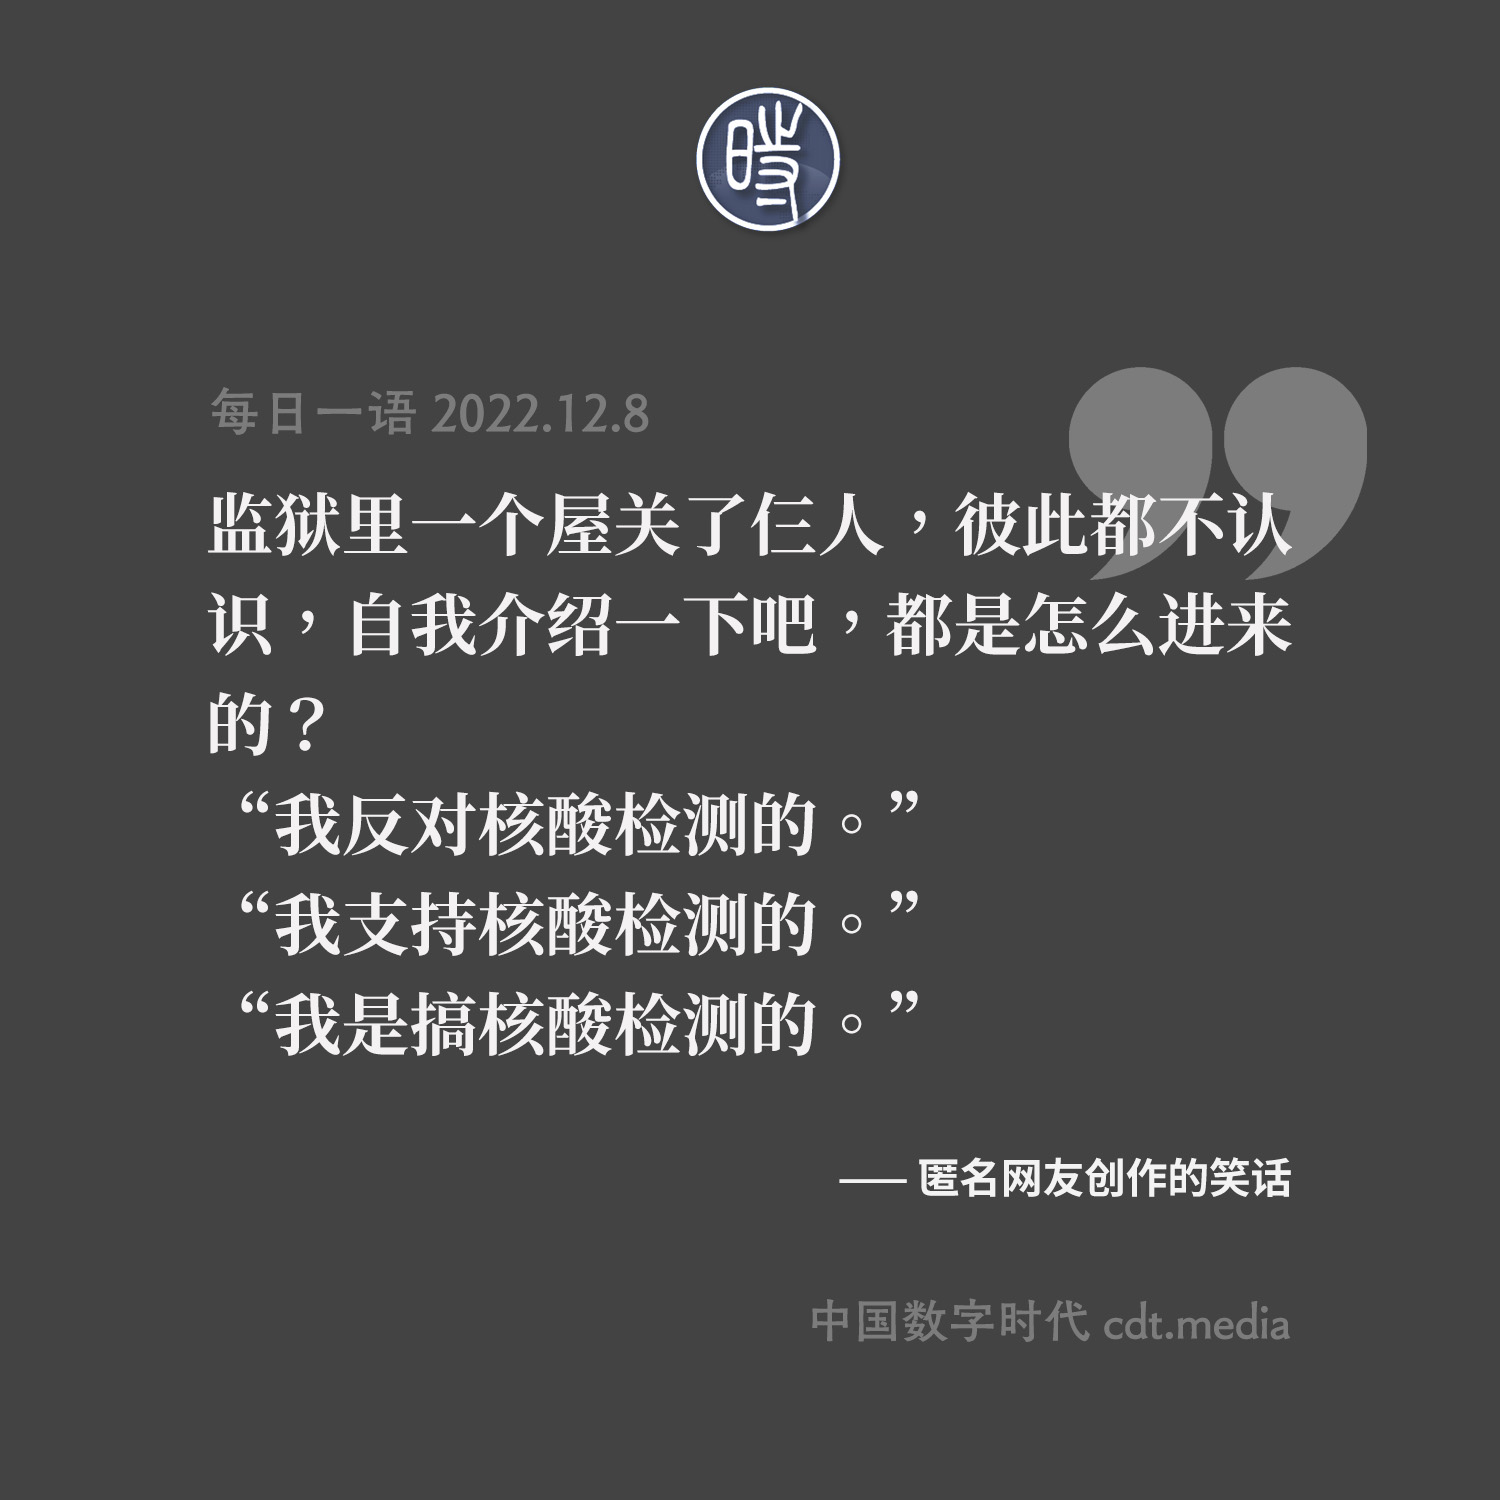 時
每日一语 2022.12.8
监狱里一个屋关了仨人，彼此都不认
识，自我介绍一下吧，都是怎么进来
的？
“我反对核酸检测的。”
“我支持核酸检测的。”
“我是搞核酸检测的。”
—— 匿名网友创作的笑话
中国数字时代 cdt.media